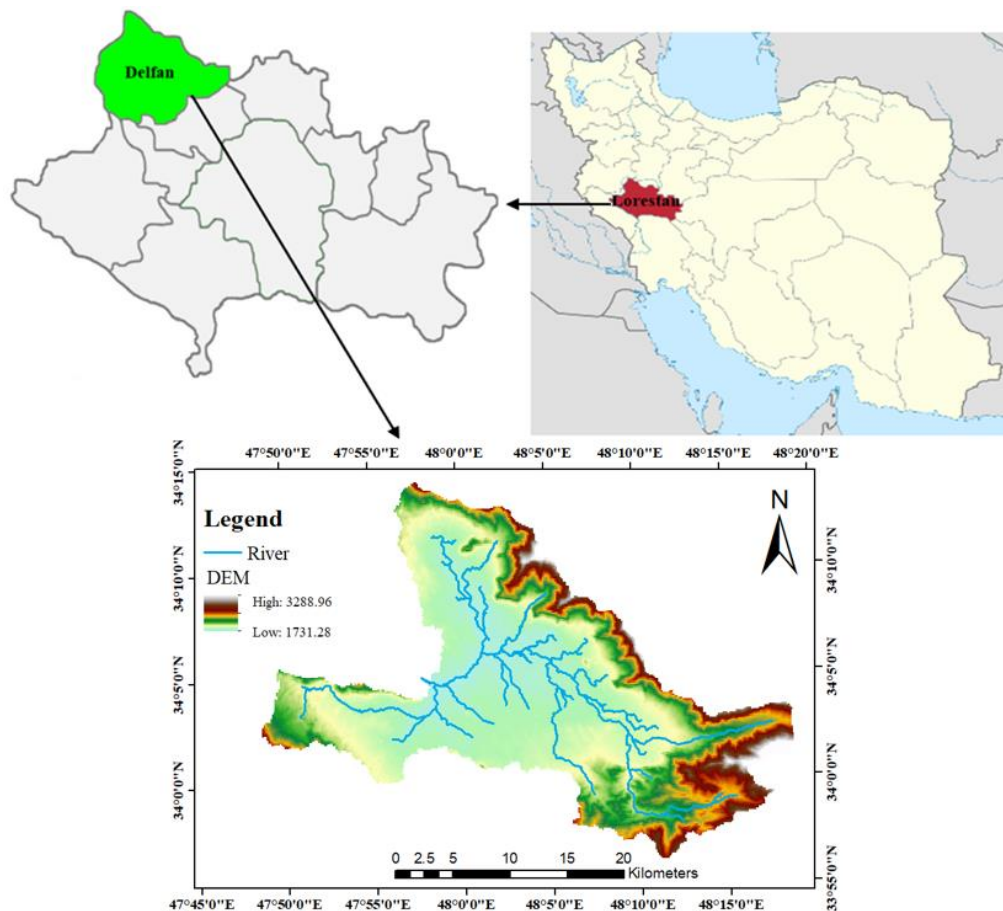 Delfan
Lorestan
47°50'0"E 47°55'0"E 48°0'0"E 48°5'0"E 48°10'0"E 48°15'0"E 48°20'0"E
34°15'0"N
34°10'0"N
34°5'0"N
34°0'0"N
Legend
River
DEM
High: 3288.96
Low: 1731.28
N
34°10'0"N
34°5'0"N
34°0'0"N
33°55'0"N
0 2.5 5 10 15 20
Kilometers
47°45'0"E 47°50'0"E 47°55'0"E 48°0'0"E 48°5'0"E 48°10'0"E 48°15'0"E